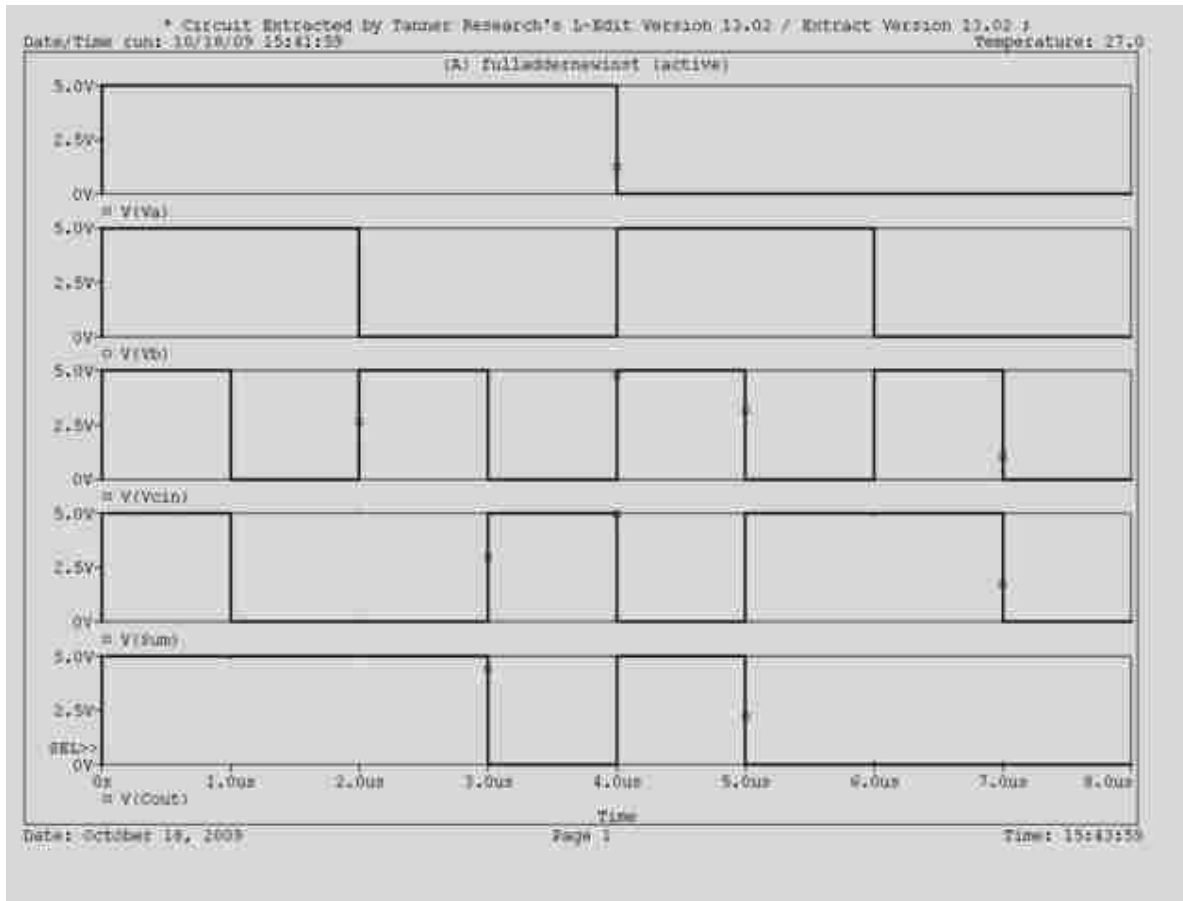 * Circuit Extracted by Tanner Research's L-Edit Version 13.02 / Extract Version 13.02 ;
Date/Time run: 10/18/09 15:41:59
Temperature: 27.0
(A) fulladdernewinst (active)
5.0V
2.5V
0V
V(Va)
5.0V
2.5V
0V
V(Vb)
5.0V
2.5V
0V
V(Vcin)
5.0V
2.5V
0V
V(Sum)
5.0V
2.5V
SEL>>
0V
0s 1.0us 2.0us 3.0us 4.0us 5.0us 6.0us 7.0us 8.0us
V(Cout)
Time
Date: October 18, 2009 Page 1 Time: 15:43:59